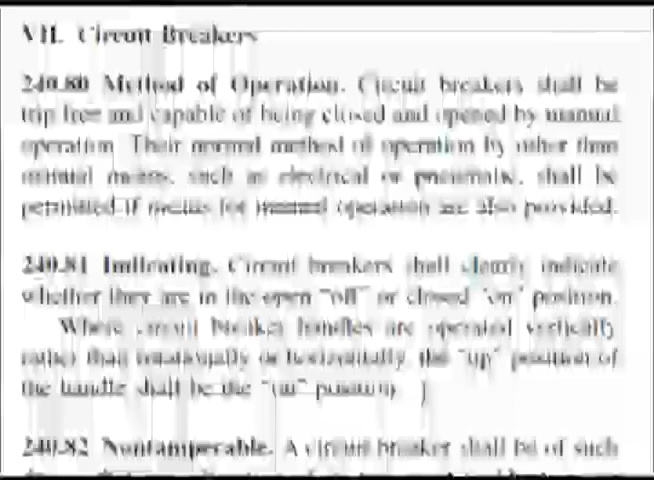 VII. Circuit Breakers
240.80 Method of Operation. Circuit breakers shall be
trip free and capable of being closed and opened by manual
operation. Their normal method of operation by other than
manual means, such as electrical or pneumatic, shall be
permitted if means for manual operation are also provided.
240.81 Indicating. Circuit breakers shall clearly indicate
whether they are in the open "off" or closed "on" position.
Where circuit breaker handles are operated vertically
rather than rotationally or horizontally, the "up" position of
the handle shall be the "on" position.
240.82 Nontamperable. A circuit breaker shall be of such